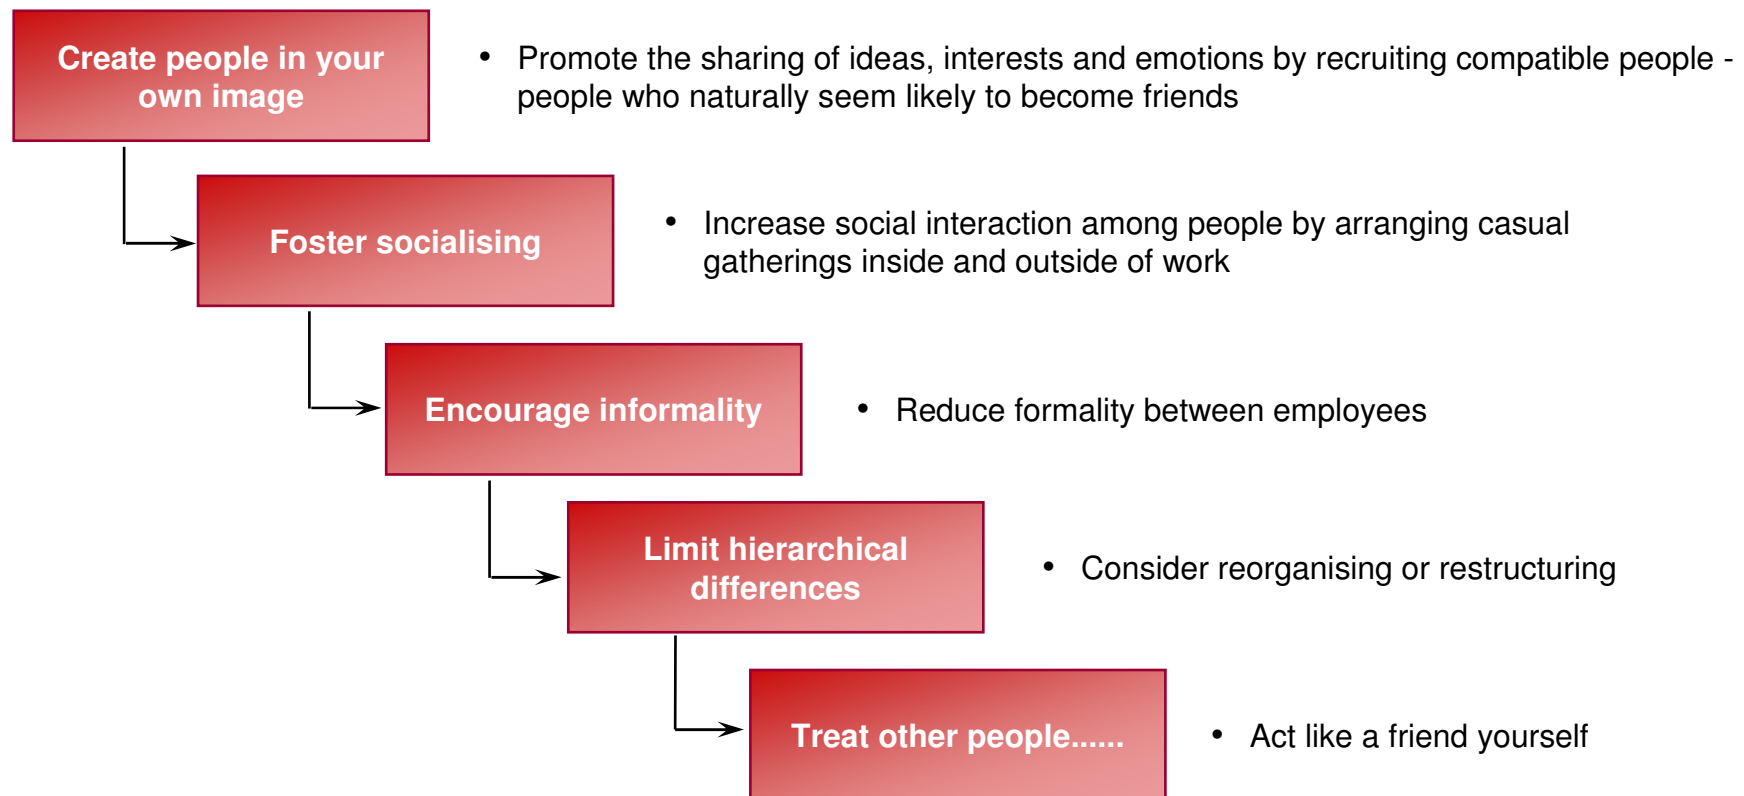 Create people in your
own image
• Promote the sharing of ideas, interests and emotions by recruiting compatible people -
people who naturally seem likely to become friends
Foster socialising
• Increase social interaction among people by arranging casual
gatherings inside and outside of work
Encourage informality
• Reduce formality between employees
Limit hierarchical
differences
• Consider reorganising or restructuring
Treat other people......
• Act like a friend yourself